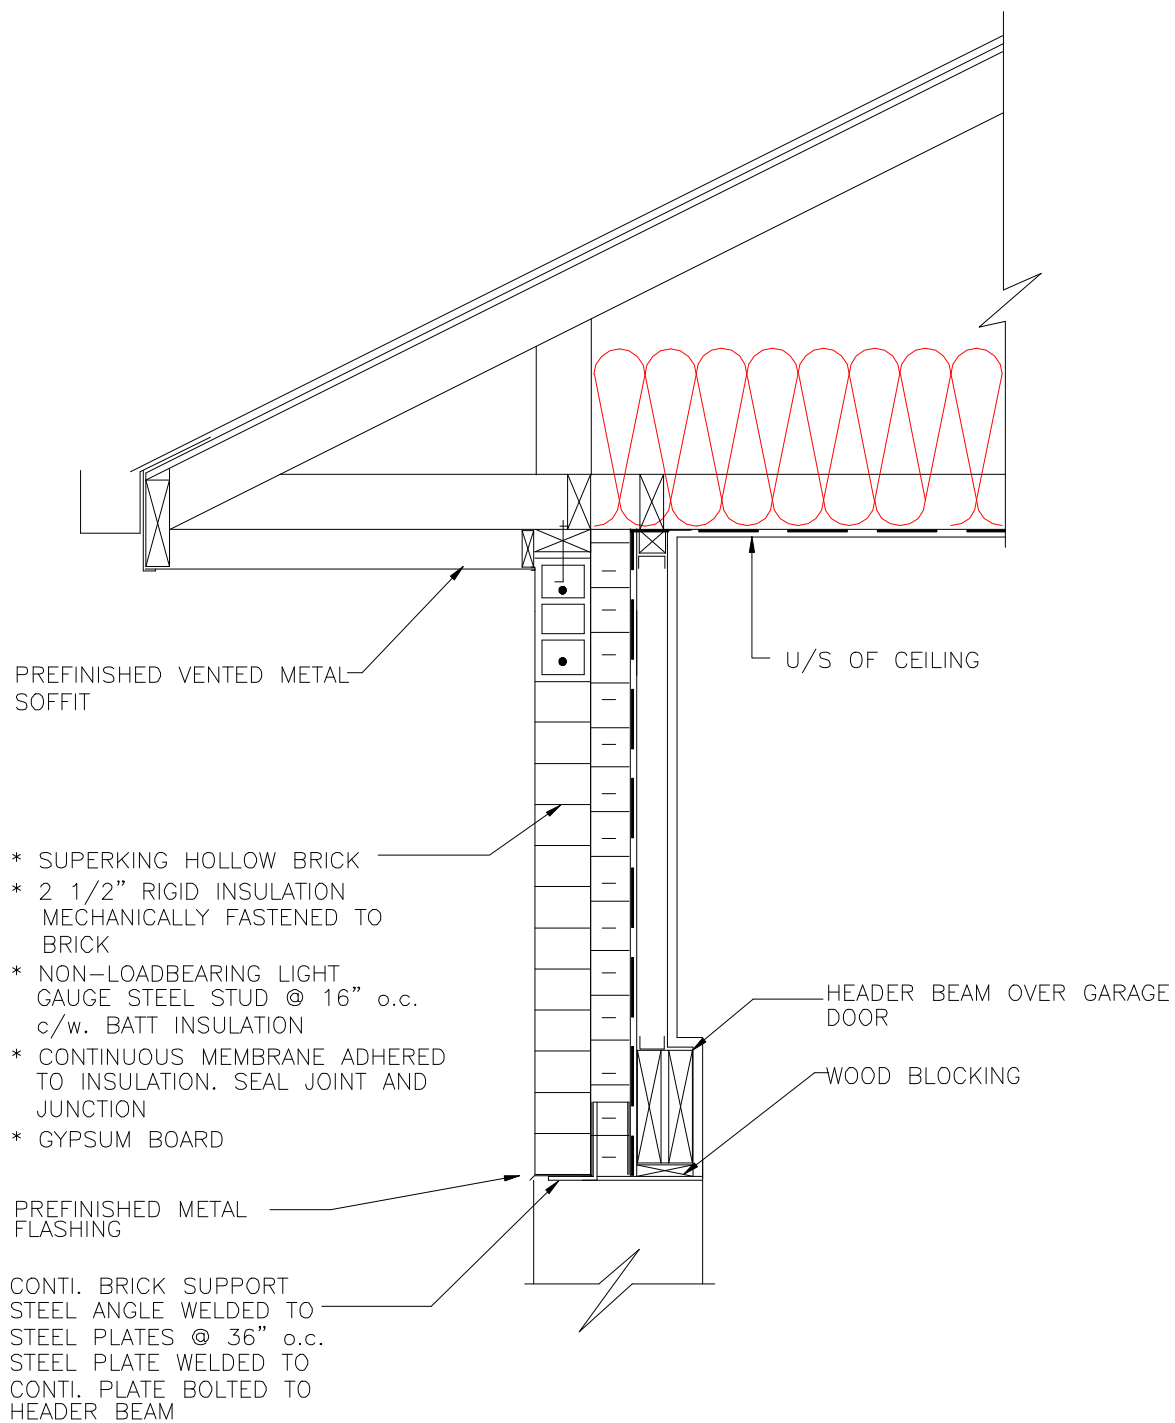 PREFINISHED VENTED METAL
SOFFIT
U/S OF CEILING
* SUPERKING HOLLOW BRICK
* 2 1/2” RIGID INSULATION
MECHANICALLY FASTENED TO
BRICK
* NON-LOADBEARING LIGHT
GAUGE STEEL STUD @ 16” o.c.
c/w. BATT INSULATION
* CONTINUOUS MEMBRANE ADHERED
TO INSULATION. SEAL JOINT AND
JUNCTION
* GYPSUM BOARD
HEADER BEAM OVER GARAGE
DOOR
WOOD BLOCKING
PREFINISHED METAL
FLASHING
CONTI. BRICK SUPPORT
STEEL ANGLE WELDED TO
STEEL PLATES @ 36” o.c.
STEEL PLATE WELDED TO
CONTI. PLATE BOLTED TO
HEADER BEAM